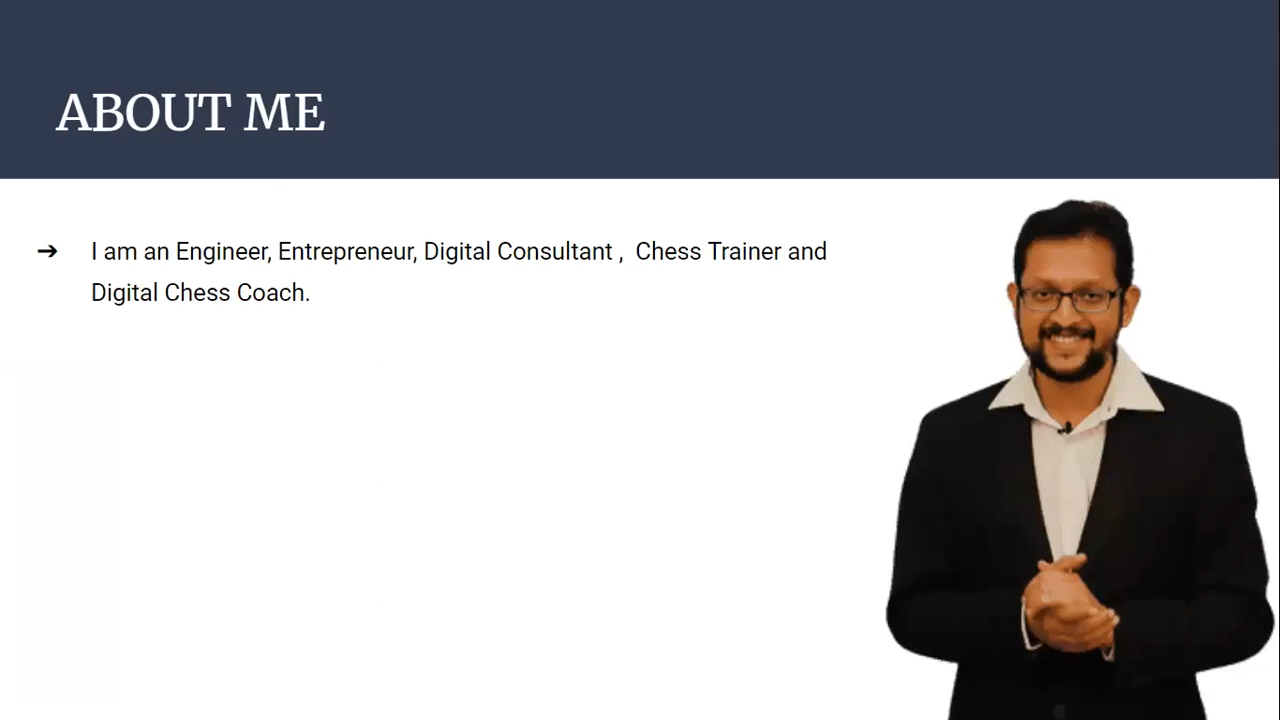 ABOUT ME
➔ I am an Engineer, Entrepreneur, Digital Consultant ,  Chess Trainer and
Digital Chess Coach.